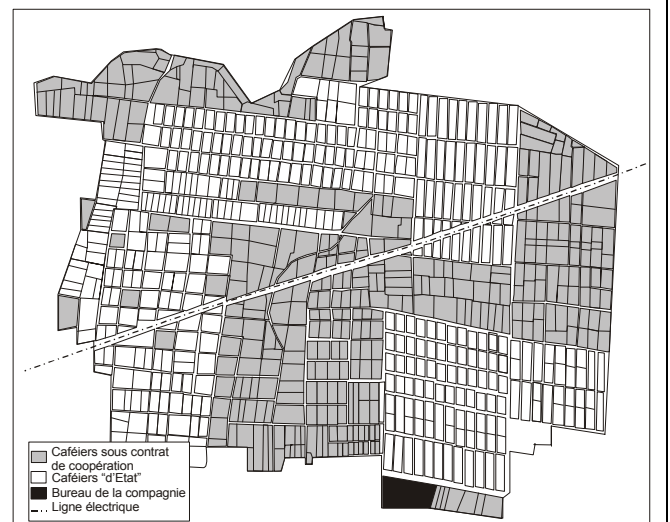 Caféiers sous contrat
de coopération
Caféiers “d’Etat”
Bureau de la compagnie
Ligne électrique